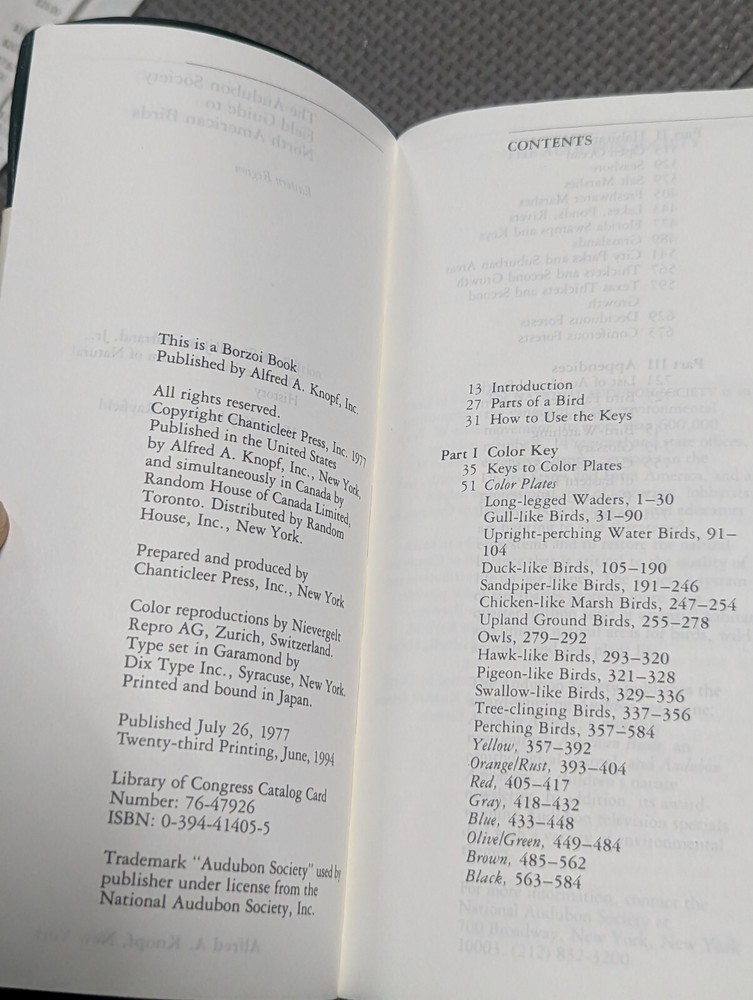 This is a Borzoi Book
Published by Alfred A. Knopf, Inc.
All rights reserved.
Copyright Chanticleer Press, Inc. 1977
Published in the United States
by Alfred A. Knopf, Inc., New York,
and simultaneously in Canada by
Random House of Canada Limited,
Toronto. Distributed by Random
House, Inc., New York.
Prepared and produced by
Chanticleer Press, Inc., New York
Color reproductions by Nievergelt
Repro AG, Zurich, Switzerland.
Type set in Garamond by
Dix Type Inc., Syracuse, New York.
Printed and bound in Japan.
Published July 26, 1977
Twenty-third Printing, June, 1994
Library of Congress Catalog Card
Number: 76-47926
ISBN: 0-394-41405-5
Trademark "Audubon Society" used by
publisher under license from the
National Audubon Society, Inc.
CONTENTS
13 Introduction
27 Parts of a Bird
31 How to Use the Keys
Part I Color Key
35 Keys to Color Plates
51 Color Plates
Long-legged Waders, 1–30
Gull-like Birds, 31–90
Upright-perching Water Birds, 91–
104
Duck-like Birds, 105–190
Sandpiper-like Birds, 191–246
Chicken-like Marsh Birds, 247–254
Upland Ground Birds, 255–278
Owls, 279–292
Hawk-like Birds, 293–320
Pigeon-like Birds, 321–328
Swallow-like Birds, 329–336
Tree-clinging Birds, 337–356
Perching Birds, 357–584
Yellow, 357–392
Orange/Rust, 393–404
Red, 405–417
Gray, 418–432
Blue, 433–448
Olive/Green, 449–484
Brown, 485–562
Black, 563–584